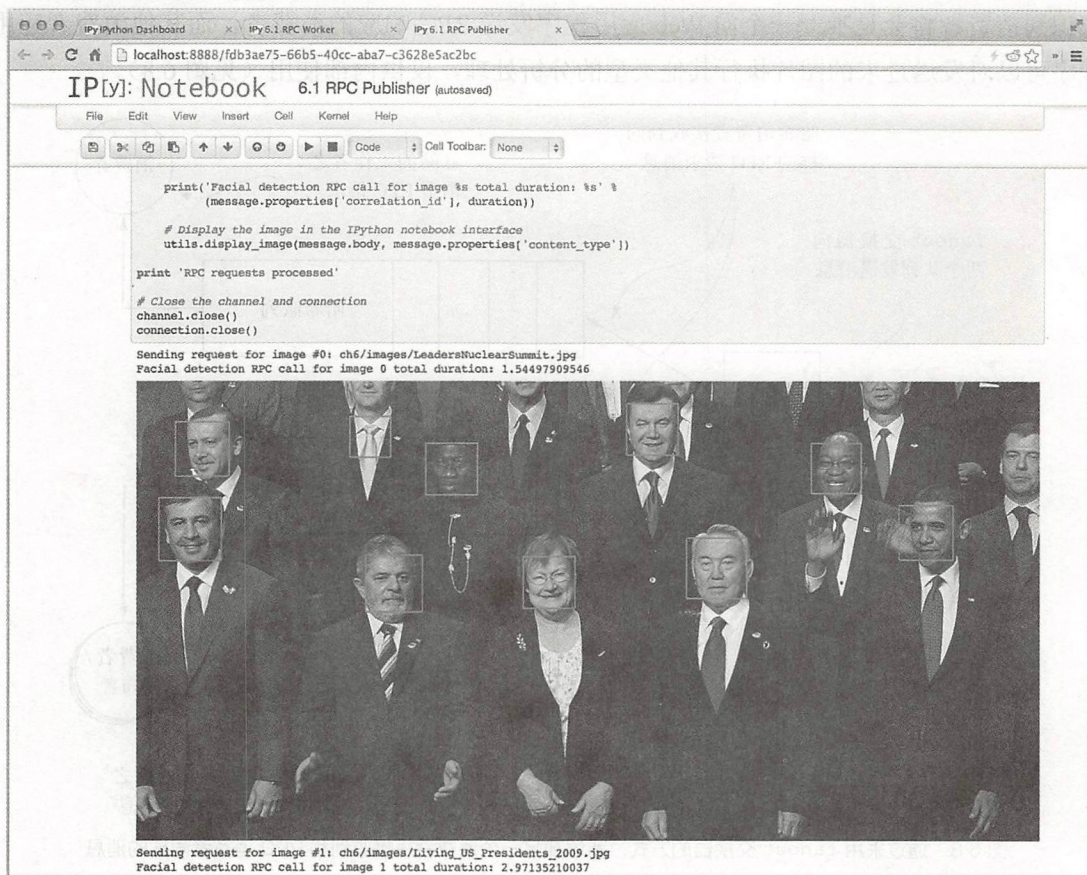 IPy IPython Dashboard
IPy 5.1 RPC Worker
IPy 6.1 RPC Publisher
localhost:8888/fdb3ae75-66b5-40cc-aba7-c3628e5ac2bc
IP[y]: Notebook 6.1 RPC Publisher (autosaved)
File Edit View Insert Cell Kernel Help
Code Cell Toolbar: None
print('Facial detection RPC call for image %s total duration: %s' %
(message.properties['correlation_id'], duration))
# Display the image in the IPython notebook interface
utils.display_image(message.body, message.properties['content_type'])
print 'RPC requests processed'
# Close the channel and connection
channel.close()
connection.close()
Sending request for image #0: ch6/images/LeadersNuclearSummit.jpg
Facial detection RPC call for image 0 total duration: 1.54497909546
Sending request for image #1: ch6/images/Living_US_Presidents_2009.jpg
Facial detection RPC call for image 1 total duration: 2.97135210037